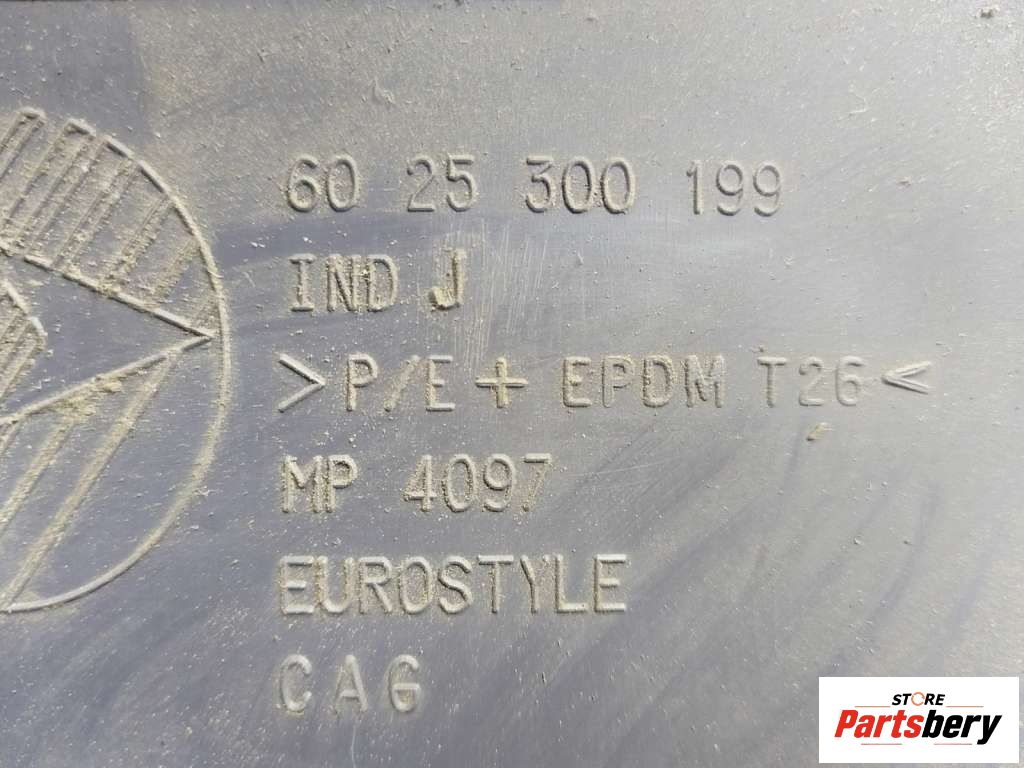 60 25 300 199
IND J
>P/E + EPDM T26<
MP 4097
EUROSTYLE
CAG
STORE
Partsbery